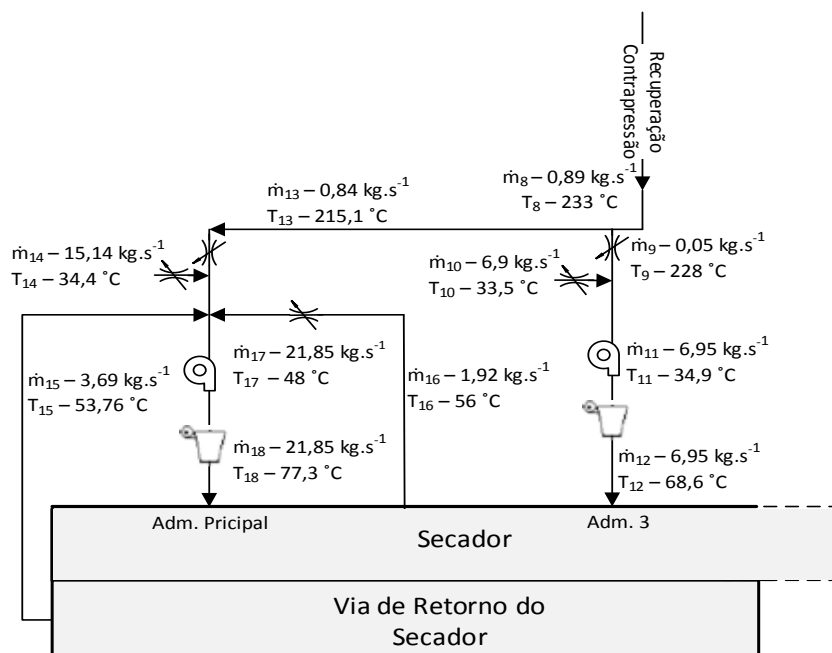 Recuperação
Contrapressão
ṁ8 – 0,89 kg.s-1
T8 – 233 ˚C
ṁ13 – 0,84 kg.s-1
T13 – 215,1 ˚C
ṁ14 – 15,14 kg.s-1
T14 – 34,4 ˚C
ṁ10 – 6,9 kg.s-1
T10 – 33,5 ˚C
ṁ9 – 0,05 kg.s-1
T9 – 228 ˚C
ṁ15 – 3,69 kg.s-1
T15 – 53,76 ˚C
ṁ17 – 21,85 kg.s-1
T17 – 48 ˚C
ṁ16 – 1,92 kg.s-1
T16 – 56 ˚C
ṁ11 – 6,95 kg.s-1
T11 – 34,9 ˚C
ṁ18 – 21,85 kg.s-1
T18 – 77,3 ˚C
ṁ12 – 6,95 kg.s-1
T12 – 68,6 ˚C
Adm. Pricipal
Adm. 3
Secador
Via de Retorno do
Secador